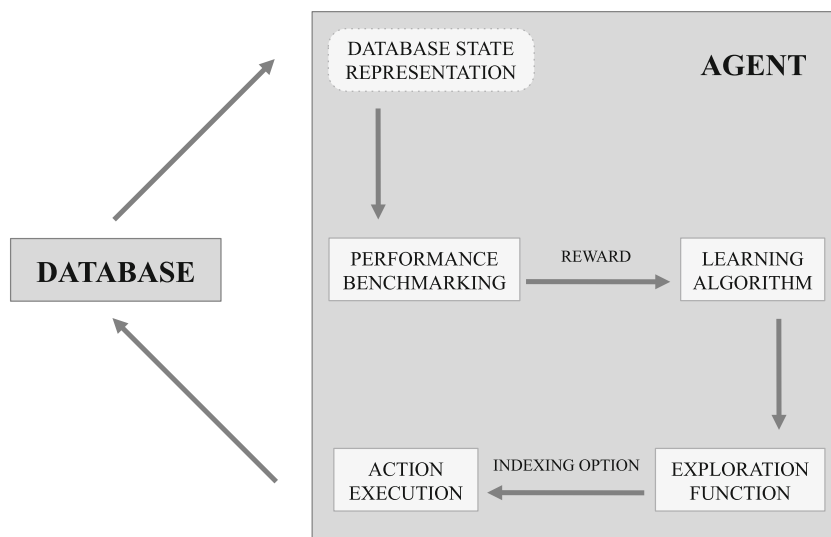 DATABASE STATE
REPRESENTATION
AGENT
DATABASE
PERFORMANCE
BENCHMARKING
REWARD
LEARNING
ALGORITHM
ACTION
EXECUTION
INDEXING OPTION
EXPLORATION
FUNCTION